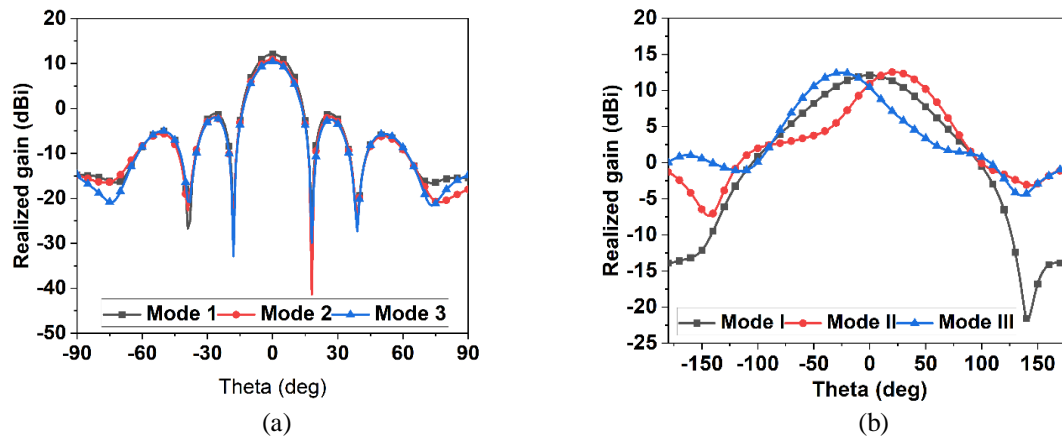 20
10
0
-10
-20
-30
-40
-50
Realized gain (dBi)
Mode 1 Mode 2 Mode 3
-90 -60 -30 0 30 60 90
Theta (deg)
(a)
20
15
10
5
0
-5
-10
-15
-20
-25
Realized gain (dBi)
Mode I Mode II Mode III
-150 -100 -50 0 50 100 150
Theta (deg)
(b)